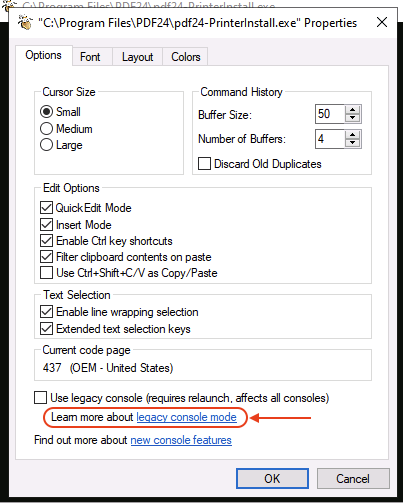 C:\Program Files\PDF24\pdf24-PrinterInstall.exe
"C:\Program Files\PDF24\pdf24-PrinterInstall.exe" Properties
Options
Font
Layout
Colors
Cursor Size
Small
Medium
Large
Command History
Buffer Size:
50
Number of Buffers:
4
Discard Old Duplicates
Edit Options
QuickEdit Mode
Insert Mode
Enable Ctrl key shortcuts
Filter clipboard contents on paste
Use Ctrl+Shift+C/V as Copy/Paste
Text Selection
Enable line wrapping selection
Extended text selection keys
Current code page
437 (OEM - United States)
Use legacy console (requires relaunch, affects all consoles)
Learn more about legacy console mode
Find out more about new console features
OK
Cancel